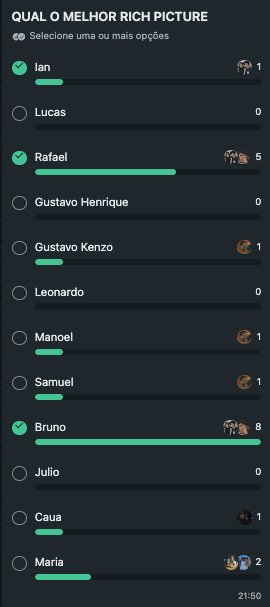 QUAL O MELHOR RICH PICTURE
Selecione uma ou mais opções
Ian 1
Lucas 0
Rafael 5
Gustavo Henrique 0
Gustavo Kenzo 1
Leonardo 0
Manoel 1
Samuel 1
Bruno 8
Julio 0
Caua 1
Maria 2
21:50